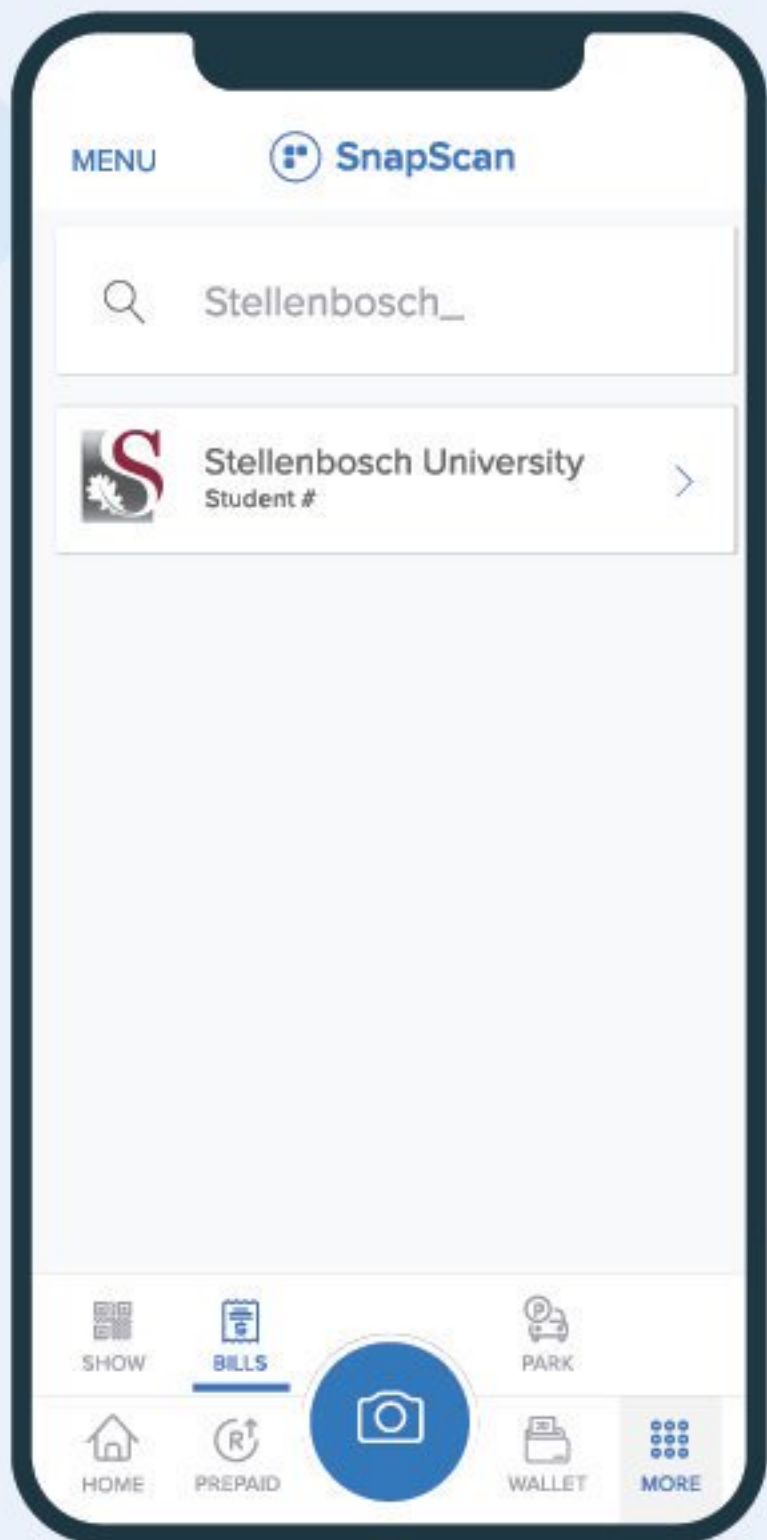 MENU SnapScan
Stellenbosch_
Stellenbosch University
Student #
SHOW BILLS PARK
HOME PREPAID WALLET MORE